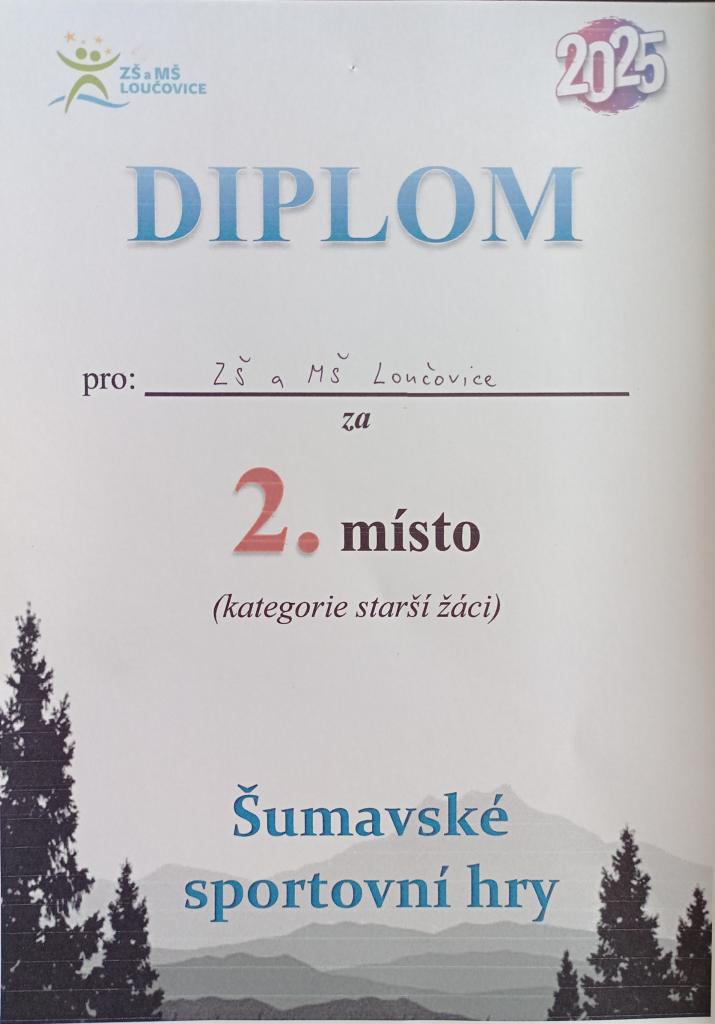 ZŠ a MŠ
LOUČOVICE
2025
DIPLOM
pro: ZŠ a MŠ Loučovice
za
2. místo
(kategorie starší žáci)
Šumavské
sportovní hry